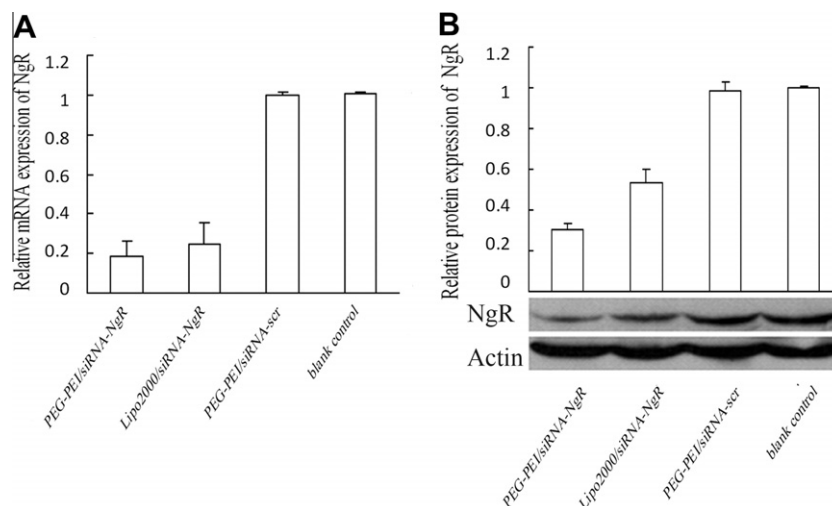 A
Relative mRNA expression of NgR
1.2
1
0.8
0.6
0.4
0.2
0
PEG-PEI/siRNA-NgR
Lipo2000/siRNA-NgR
PEG-PEI/siRNA-scr
blank control
B
Relative protein expression of NgR
1.2
1
0.8
0.6
0.4
0.2
0
NgR
Actin
PEG-PEI/siRNA-NgR
Lipo2000/siRNA-NgR
PEG-PEI/siRNA-scr
blank control